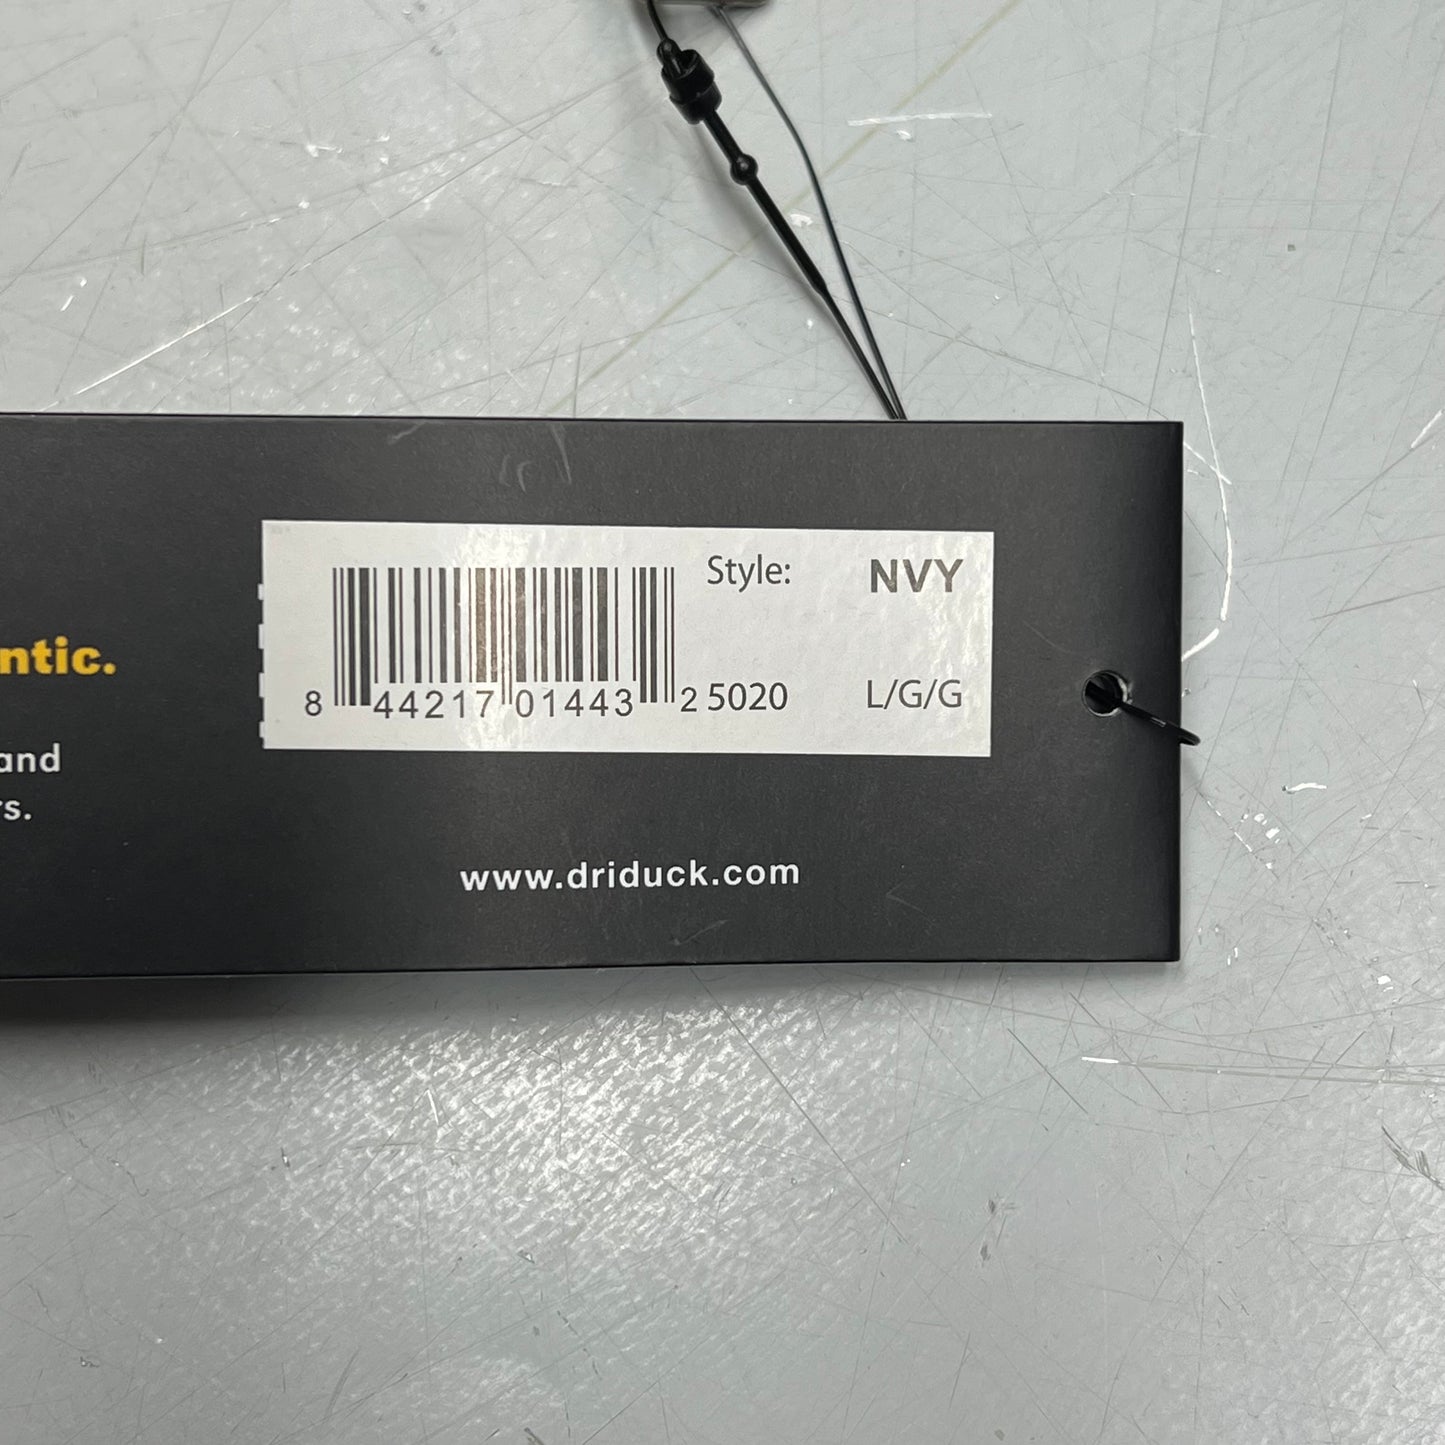 ntic.
and
rs.
Style: NVY
8 44217 01443 2 5020 L/G/G
www.driduck.com